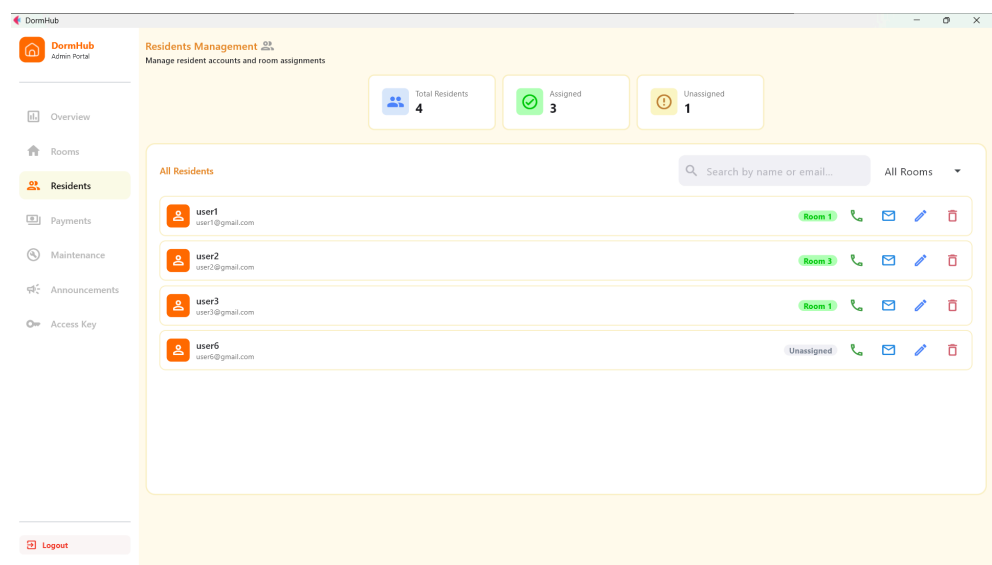 DormHub
DormHub
Admin Portal
Overview
Rooms
Residents
Payments
Maintenance
Announcements
Access Key
Logout
Residents Management
Manage resident accounts and room assignments
Total Residents
4
Assigned
3
Unassigned
1
All Residents
Search by name or email...
All Rooms
user1
user1@gmail.com
Room 1
user2
user2@gmail.com
Room 3
user3
user3@gmail.com
Room 1
user6
user6@gmail.com
Unassigned